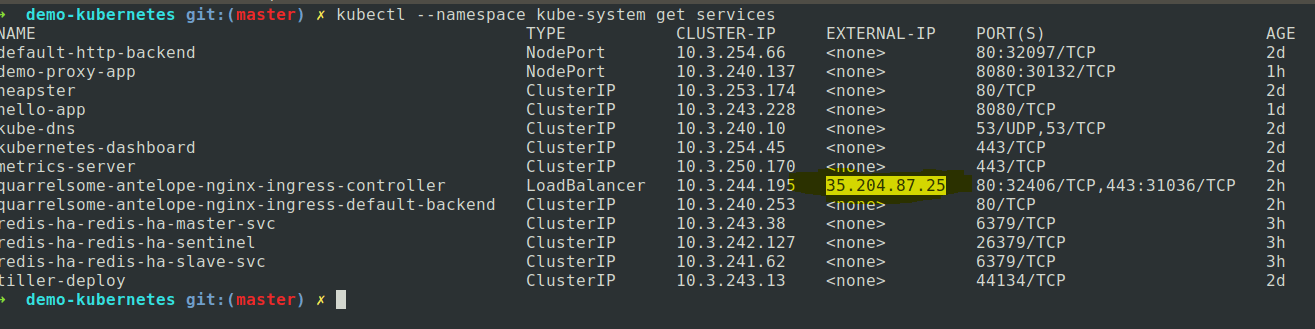 ➜ demo-kubernetes git:(master) ✗ kubectl --namespace kube-system get services
NAME TYPE CLUSTER-IP EXTERNAL-IP PORT(S) AGE
default-http-backend NodePort 10.3.254.66 <none> 80:32097/TCP 2d
demo-proxy-app NodePort 10.3.240.137 <none> 8080:30132/TCP 1h
heapster ClusterIP 10.3.253.174 <none> 80/TCP 2d
hello-app ClusterIP 10.3.243.228 <none> 8080/TCP 1d
kube-dns ClusterIP 10.3.240.10 <none> 53/UDP,53/TCP 2d
kubernetes-dashboard ClusterIP 10.3.254.45 <none> 443/TCP 2d
metrics-server ClusterIP 10.3.250.170 <none> 443/TCP 2d
quarrelsome-antelope-nginx-ingress-controller LoadBalancer 10.3.244.195 35.204.87.25 80:32406/TCP,443:31036/TCP 2h
quarrelsome-antelope-nginx-ingress-default-backend ClusterIP 10.3.240.253 <none> 80/TCP 2h
redis-ha-redis-ha-master-svc ClusterIP 10.3.243.38 <none> 6379/TCP 3h
redis-ha-redis-ha-sentinel ClusterIP 10.3.242.127 <none> 26379/TCP 3h
redis-ha-redis-ha-slave-svc ClusterIP 10.3.241.62 <none> 6379/TCP 3h
tiller-deploy ClusterIP 10.3.243.13 <none> 44134/TCP 2d
➜ demo-kubernetes git:(master) ✗